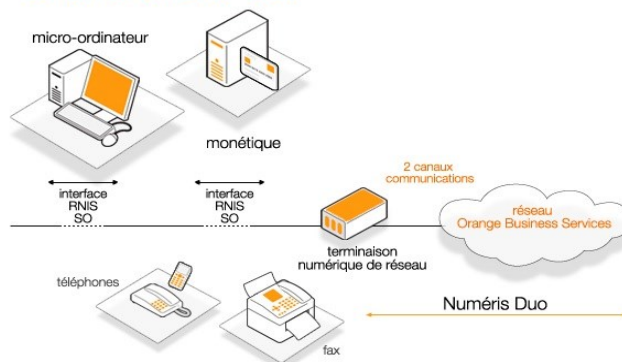 micro-ordinateur
monétique
interface
RNIS
SO
interface
RNIS
SO
2 canaux
communications
réseau
Orange Business Services
terminaison
numérique de réseau
téléphones
fax
Numéris Duo